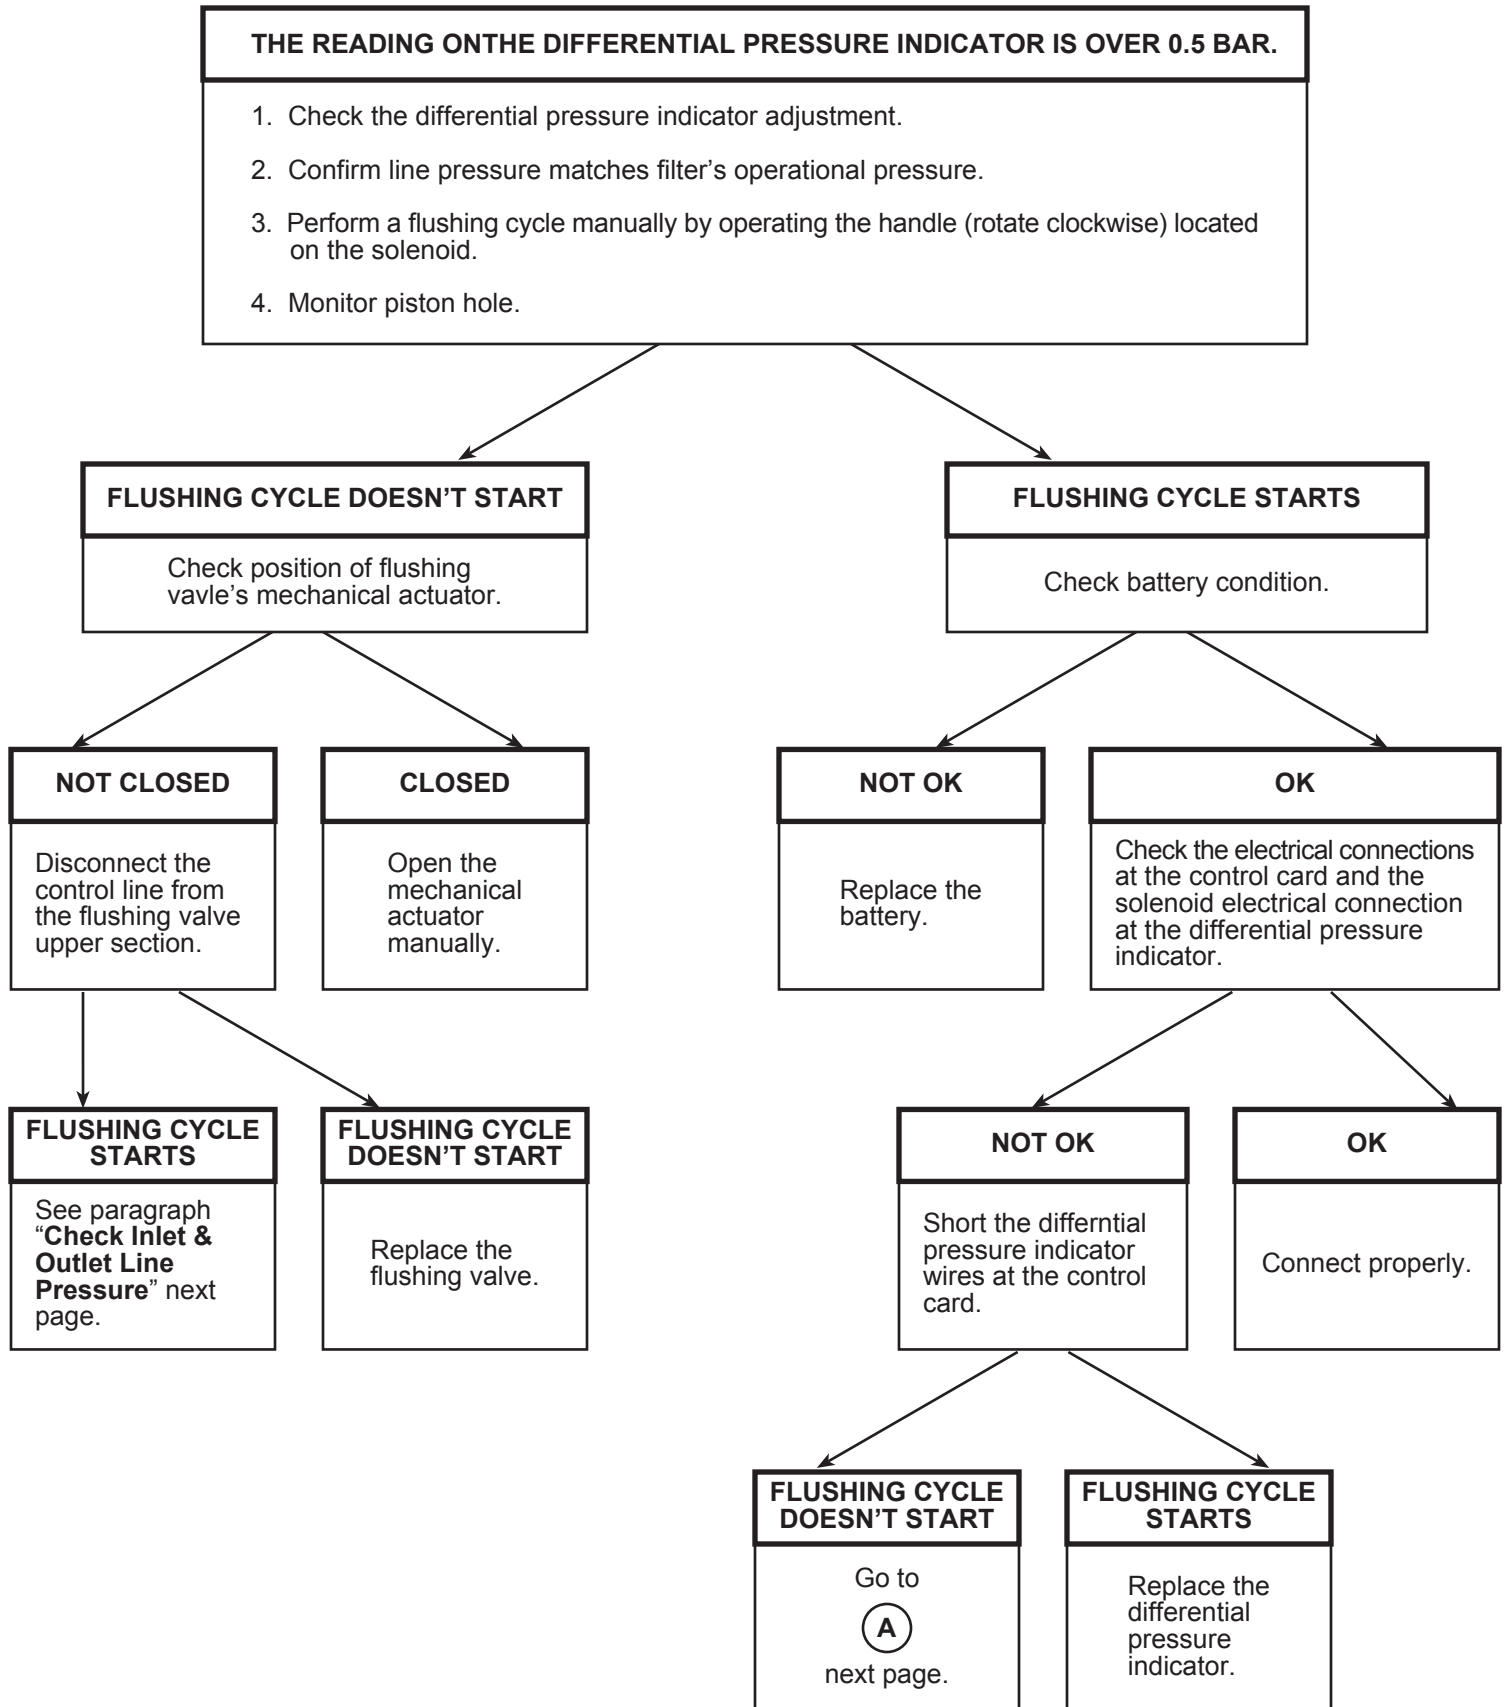 THE READING ONTHE DIFFERENTIAL PRESSURE INDICATOR IS OVER 0.5 BAR.
1. Check the differential pressure indicator adjustment.
2. Confirm line pressure matches filter’s operational pressure.
3. Perform a flushing cycle manually by operating the handle (rotate clockwise) located
on the solenoid.
4. Monitor piston hole.
FLUSHING CYCLE DOESN’T START
Check position of flushing
vavle’s mechanical actuator.
FLUSHING CYCLE STARTS
Check battery condition.
NOT CLOSED
Disconnect the
control line from
the flushing valve
upper section.
CLOSED
Open the
mechanical
actuator
manually.
NOT OK
Replace the
battery.
OK
Check the electrical connections
at the control card and the
solenoid electrical connection
at the differential pressure
indicator.
FLUSHING CYCLE
STARTS
See paragraph
“Check Inlet &
Outlet Line
Pressure” next
page.
FLUSHING CYCLE
DOESN’T START
Replace the
flushing valve.
NOT OK
Short the differntial
pressure indicator
wires at the control
card.
OK
Connect properly.
FLUSHING CYCLE
DOESN’T START
Go to
A
next page.
FLUSHING CYCLE
STARTS
Replace the
differential
pressure
indicator.